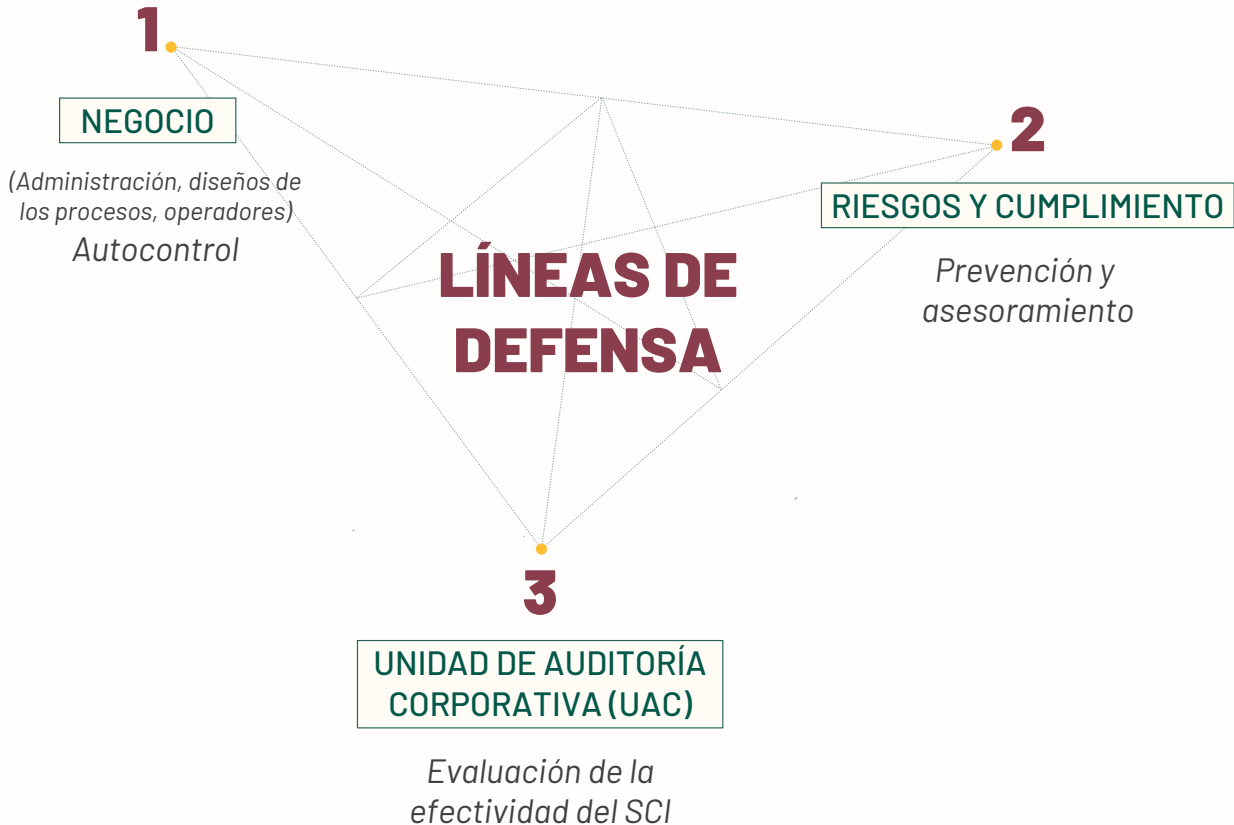 1
NEGOCIO
(Administración, diseños de
los procesos, operadores)
Autocontrol
2
RIESGOS Y CUMPLIMIENTO
Prevención y
asesoramiento
LÍNEAS DE
DEFENSA
3
UNIDAD DE AUDITORÍA
CORPORATIVA (UAC)
Evaluación de la
efectividad del SCI